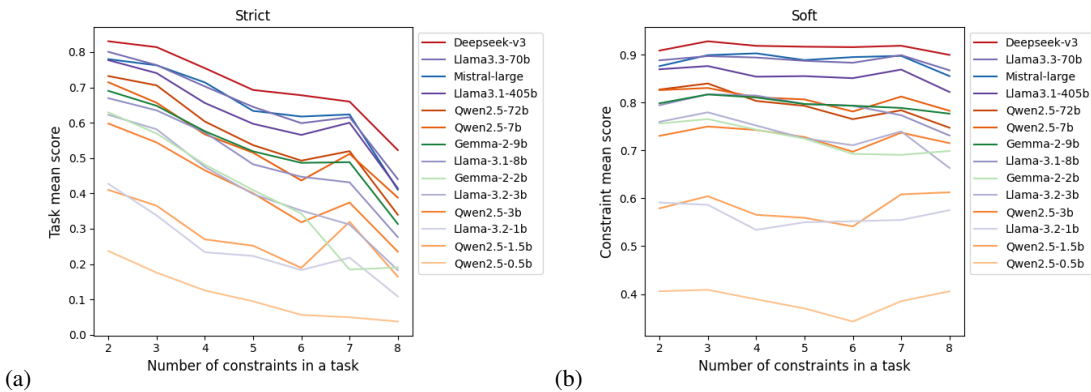 Strict
Task mean score
0.8
0.7
0.6
0.5
0.4
0.3
0.2
0.1
0.0
2 3 4 5 6 7 8
Number of constraints in a task
Deepseek-v3
Llama3.3-70b
Mistral-large
Llama3.1-405b
Qwen2.5-72b
Qwen2.5-7b
Gemma-2-9b
Llama-3.1-8b
Gemma-2-2b
Llama-3.2-3b
Qwen2.5-3b
Llama-3.2-1b
Qwen2.5-1.5b
Qwen2.5-0.5b
(a)
Soft
Constraint mean score
0.9
0.8
0.7
0.6
0.5
0.4
2 3 4 5 6 7 8
Number of constraints in a task
Deepseek-v3
Llama3.3-70b
Mistral-large
Llama3.1-405b
Qwen2.5-72b
Qwen2.5-7b
Gemma-2-9b
Llama-3.1-8b
Gemma-2-2b
Llama-3.2-3b
Qwen2.5-3b
Llama-3.2-1b
Qwen2.5-1.5b
Qwen2.5-0.5b
(b)